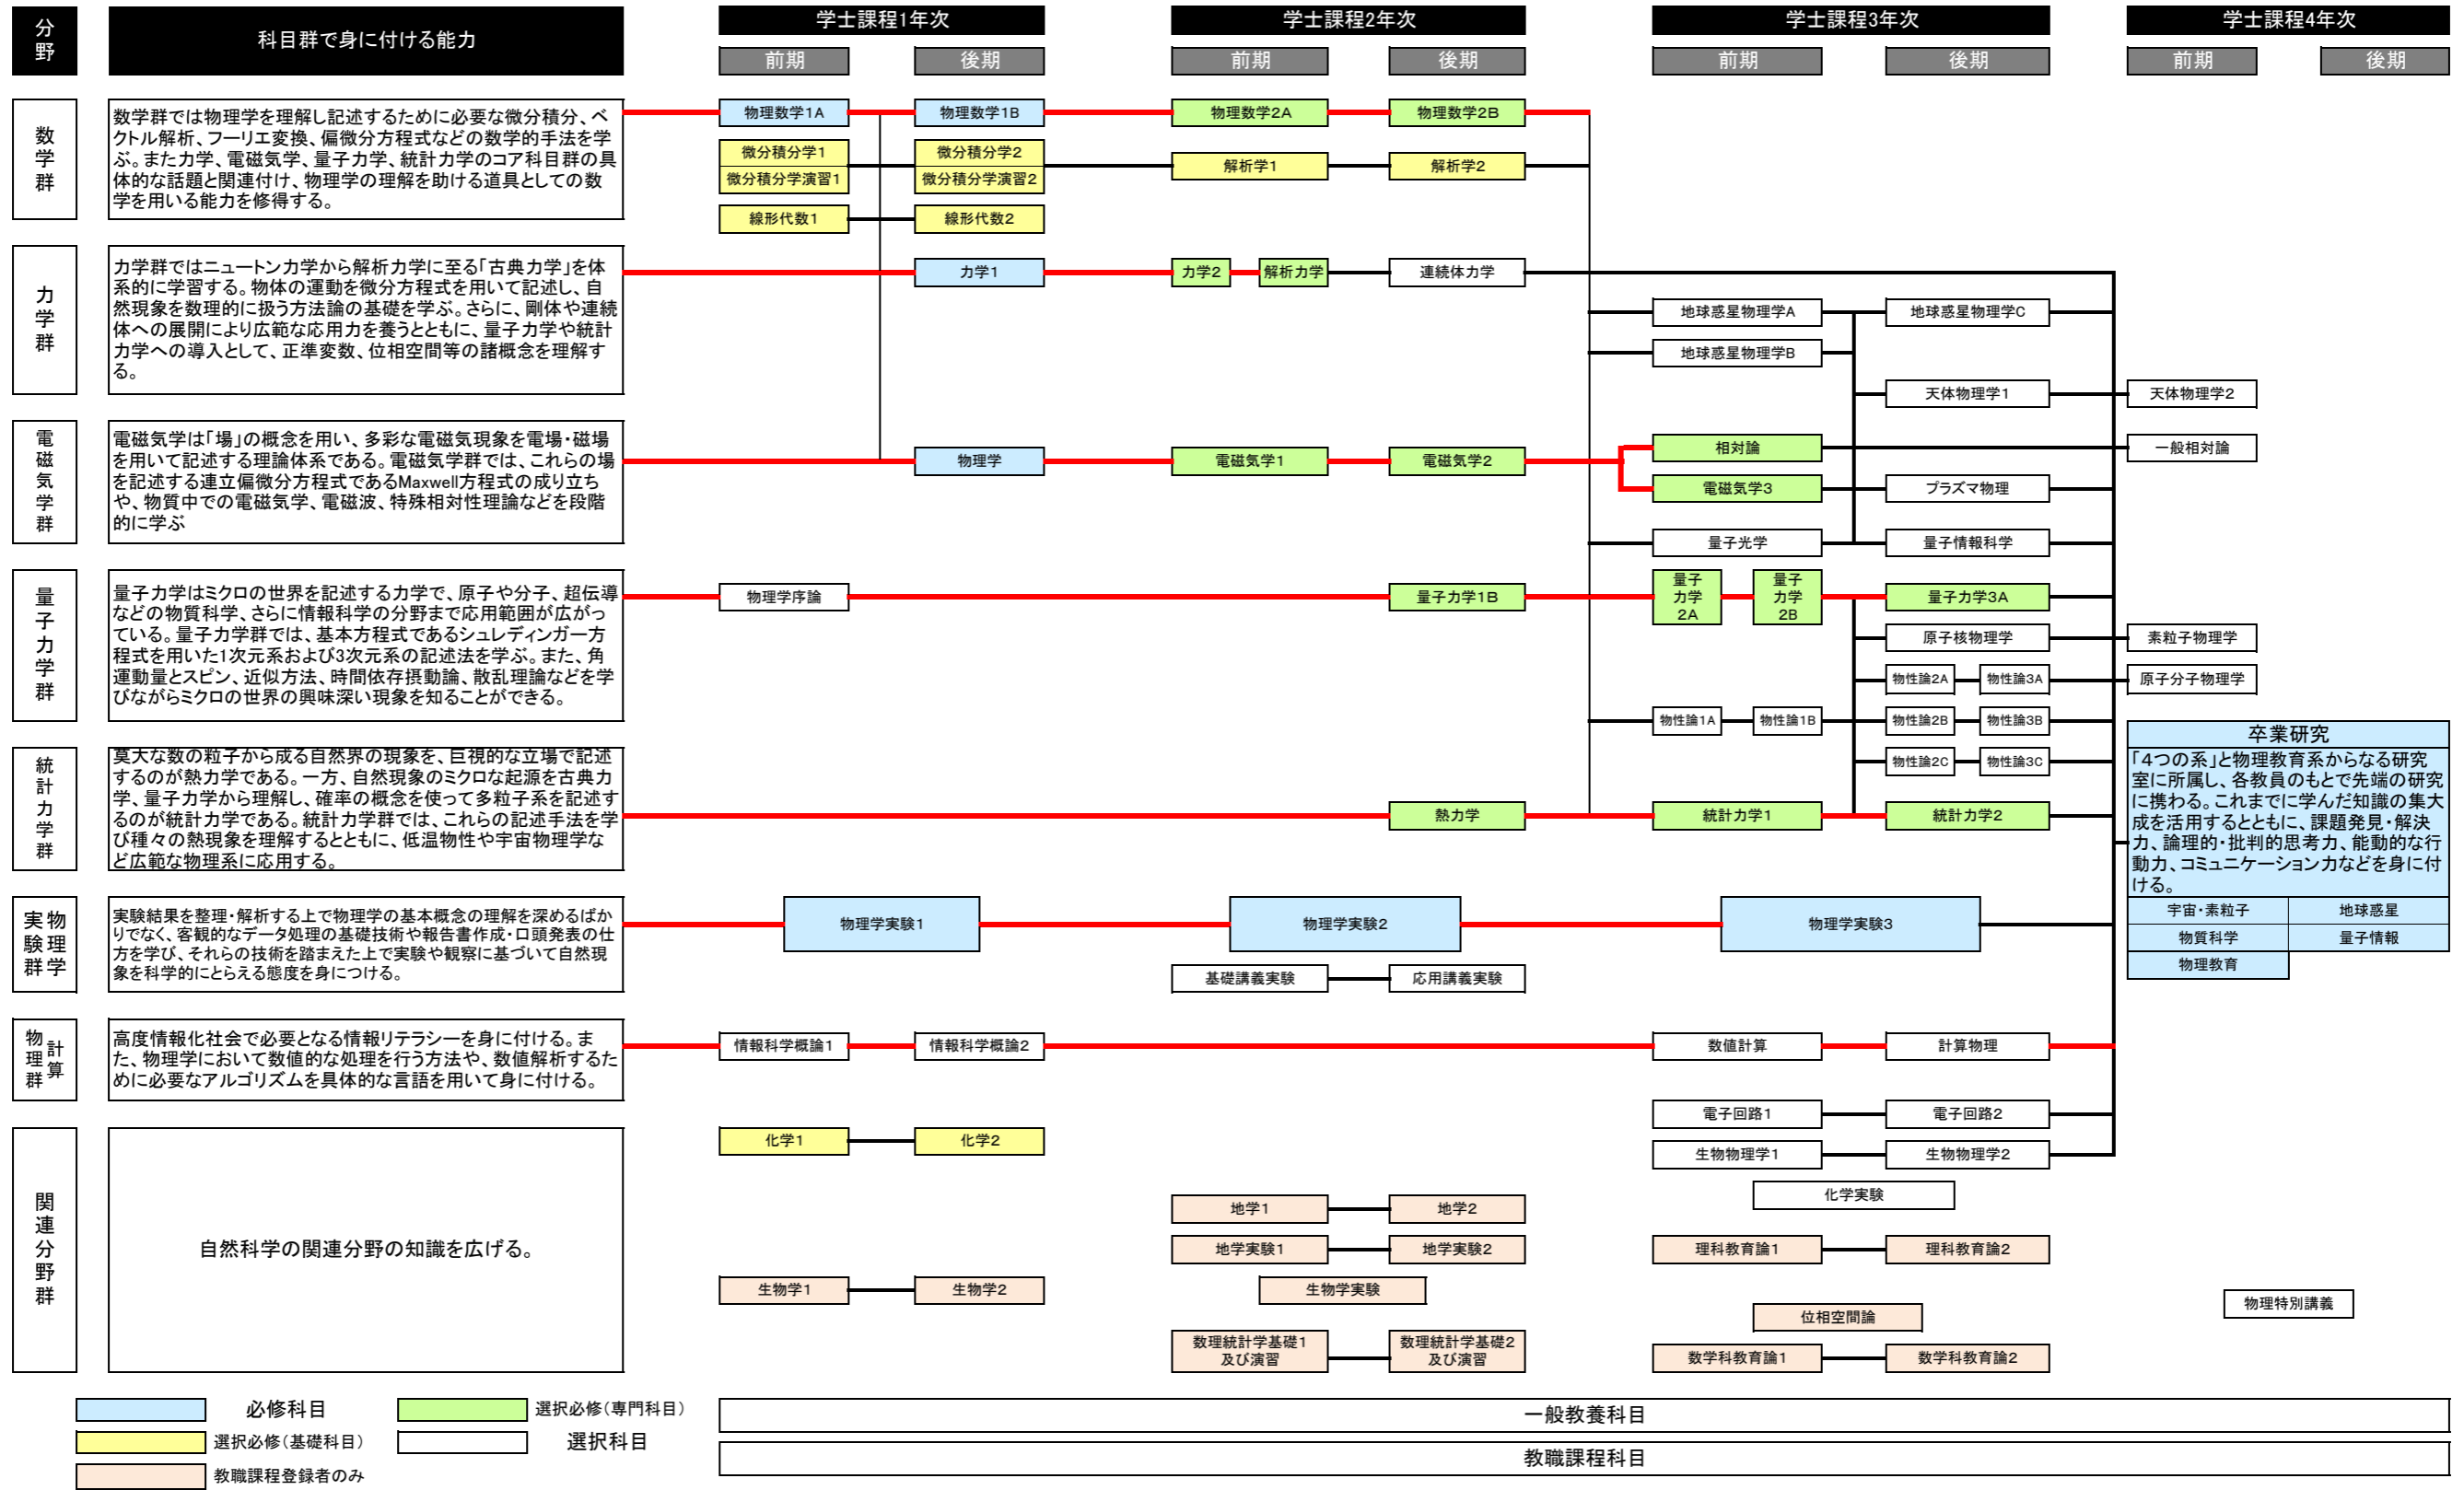 分野
科目群で身に付ける能力
学士課程1年次
学士課程2年次
学士課程3年次
学士課程4年次
前期
後期
前期
後期
前期
後期
前期
後期
数学群
数学群では物理学を理解し記述するために必要な微分積分、ベ
クトル解析、フーリエ変換、偏微分方程式などの数学的手法を学
ぶ。また力学、電磁気学、量子力学、統計力学のコア科目群の具
体的な話題と関連付け、物理学の理解を助ける道具としての数
学を用いる能力を修得する。
物理数学1A
物理数学1B
物理数学2A
物理数学2B
微分積分学1
微分積分学2
微分積分学演習1
微分積分学演習2
解析学1
解析学2
線形代数1
線形代数2
力学群
力学群ではニュートン力学から解析力学に至る「古典力学」を体
系的に学習する。物体の運動を微分方程式を用いて記述し、自
然現象を数理的に扱う方法論の基礎を学ぶ。さらに、剛体や連続
体への展開により広範な応用力を養うとともに、量子力学や統計
力学への導入として、正準変数、位相空間等の諸概念を理解す
る。
力学1
力学2
解析力学
連続体力学
地球惑星物理学A
地球惑星物理学C
地球惑星物理学B
天体物理学1
天体物理学2
電磁気学群
電磁気学は「場」の概念を用い、多彩な電磁気現象を電場・磁場
を用いて記述する理論体系である。電磁気学群では、これらの場
を記述する連立偏微分方程式であるMaxwell方程式の成り立ち
や、物質中での電磁気学、電磁波、特殊相対性理論などを段階
的に学ぶ
物理学
電磁気学1
電磁気学2
相対論
一般相対論
電磁気学3
プラズマ物理
量子光学
量子情報科学
量子力学群
量子力学はミクロの世界を記述する力学で、原子や分子、超伝導
などの物質科学、さらに情報科学の分野まで応用範囲が広がっ
ている。量子力学群では、基本方程式であるシュレディンガー方
程式を用いた1次元系および3次元系の記述法を学ぶ。また、角
運動量とスピン、近似方法、時間依存摂動論、散乱理論などを学
びながらミクロの世界の興味深い現象を知ることができる。
物理学序論
量子力学1B
量子
力学
2A
量子
力学
2B
量子力学3A
原子核物理学
素粒子物理学
物性論2A
物性論3A
原子分子物理学
物性論1A
物性論1B
物性論2B
物性論3B
物性論2C
物性論3C
統計力学群
莫大な数の粒子から成る自然界の現象を、巨視的な立場で記述
するのが熱力学である。一方、自然現象のミクロな起源を古典力
学、量子力学から理解し、確率の概念を使って多粒子系を記述す
るのが統計力学である。統計力学群では、これらの記述手法を学
び種々の熱現象を理解するとともに、低温物性や宇宙物理学な
ど広範な物理系に応用する。
熱力学
統計力学1
統計力学2
卒業研究
「4つの系」と物理教育系からなる研究
室に所属し、各教員のもとで先端の研究
に携わる。これまでに学んだ知識の集大
成を活用するとともに、課題発見・解決
力、論理的・批判的思考力、能動的な行
動力、コミュニケーション力などを身に付
ける。
宇宙・素粒子
地球惑星
物質科学
量子情報
物理教育
物理学
実験群
実験結果を整理・解析する上で物理学の基本概念の理解を深めるばか
りでなく、客観的なデータ処理の基礎技術や報告書作成・口頭発表の仕
方を学び、それらの技術を踏まえた上で実験や観察に基づいて自然現
象を科学的にとらえる態度を身につける。
物理学実験1
物理学実験2
物理学実験3
基礎講義実験
応用講義実験
計算
物理群
高度情報化社会で必要となる情報リテラシーを身に付ける。ま
た、物理学において数値的な処理を行う方法や、数値解析するた
めに必要なアルゴリズムを具体的な言語を用いて身に付ける。
情報科学概論1
情報科学概論2
数値計算
計算物理
関連分野群
自然科学の関連分野の知識を広げる。
電子回路1
電子回路2
化学1
化学2
生物物理学1
生物物理学2
化学実験
地学1
地学2
地学実験1
地学実験2
理科教育論1
理科教育論2
生物学1
生物学2
生物学実験
物理特別講義
位相空間論
数理統計学基礎1
及び演習
数理統計学基礎2
及び演習
数学科教育論1
数学科教育論2
必修科目
選択必修(専門科目)
選択必修(基礎科目)
選択科目
教職課程登録者のみ
一般教養科目
教職課程科目